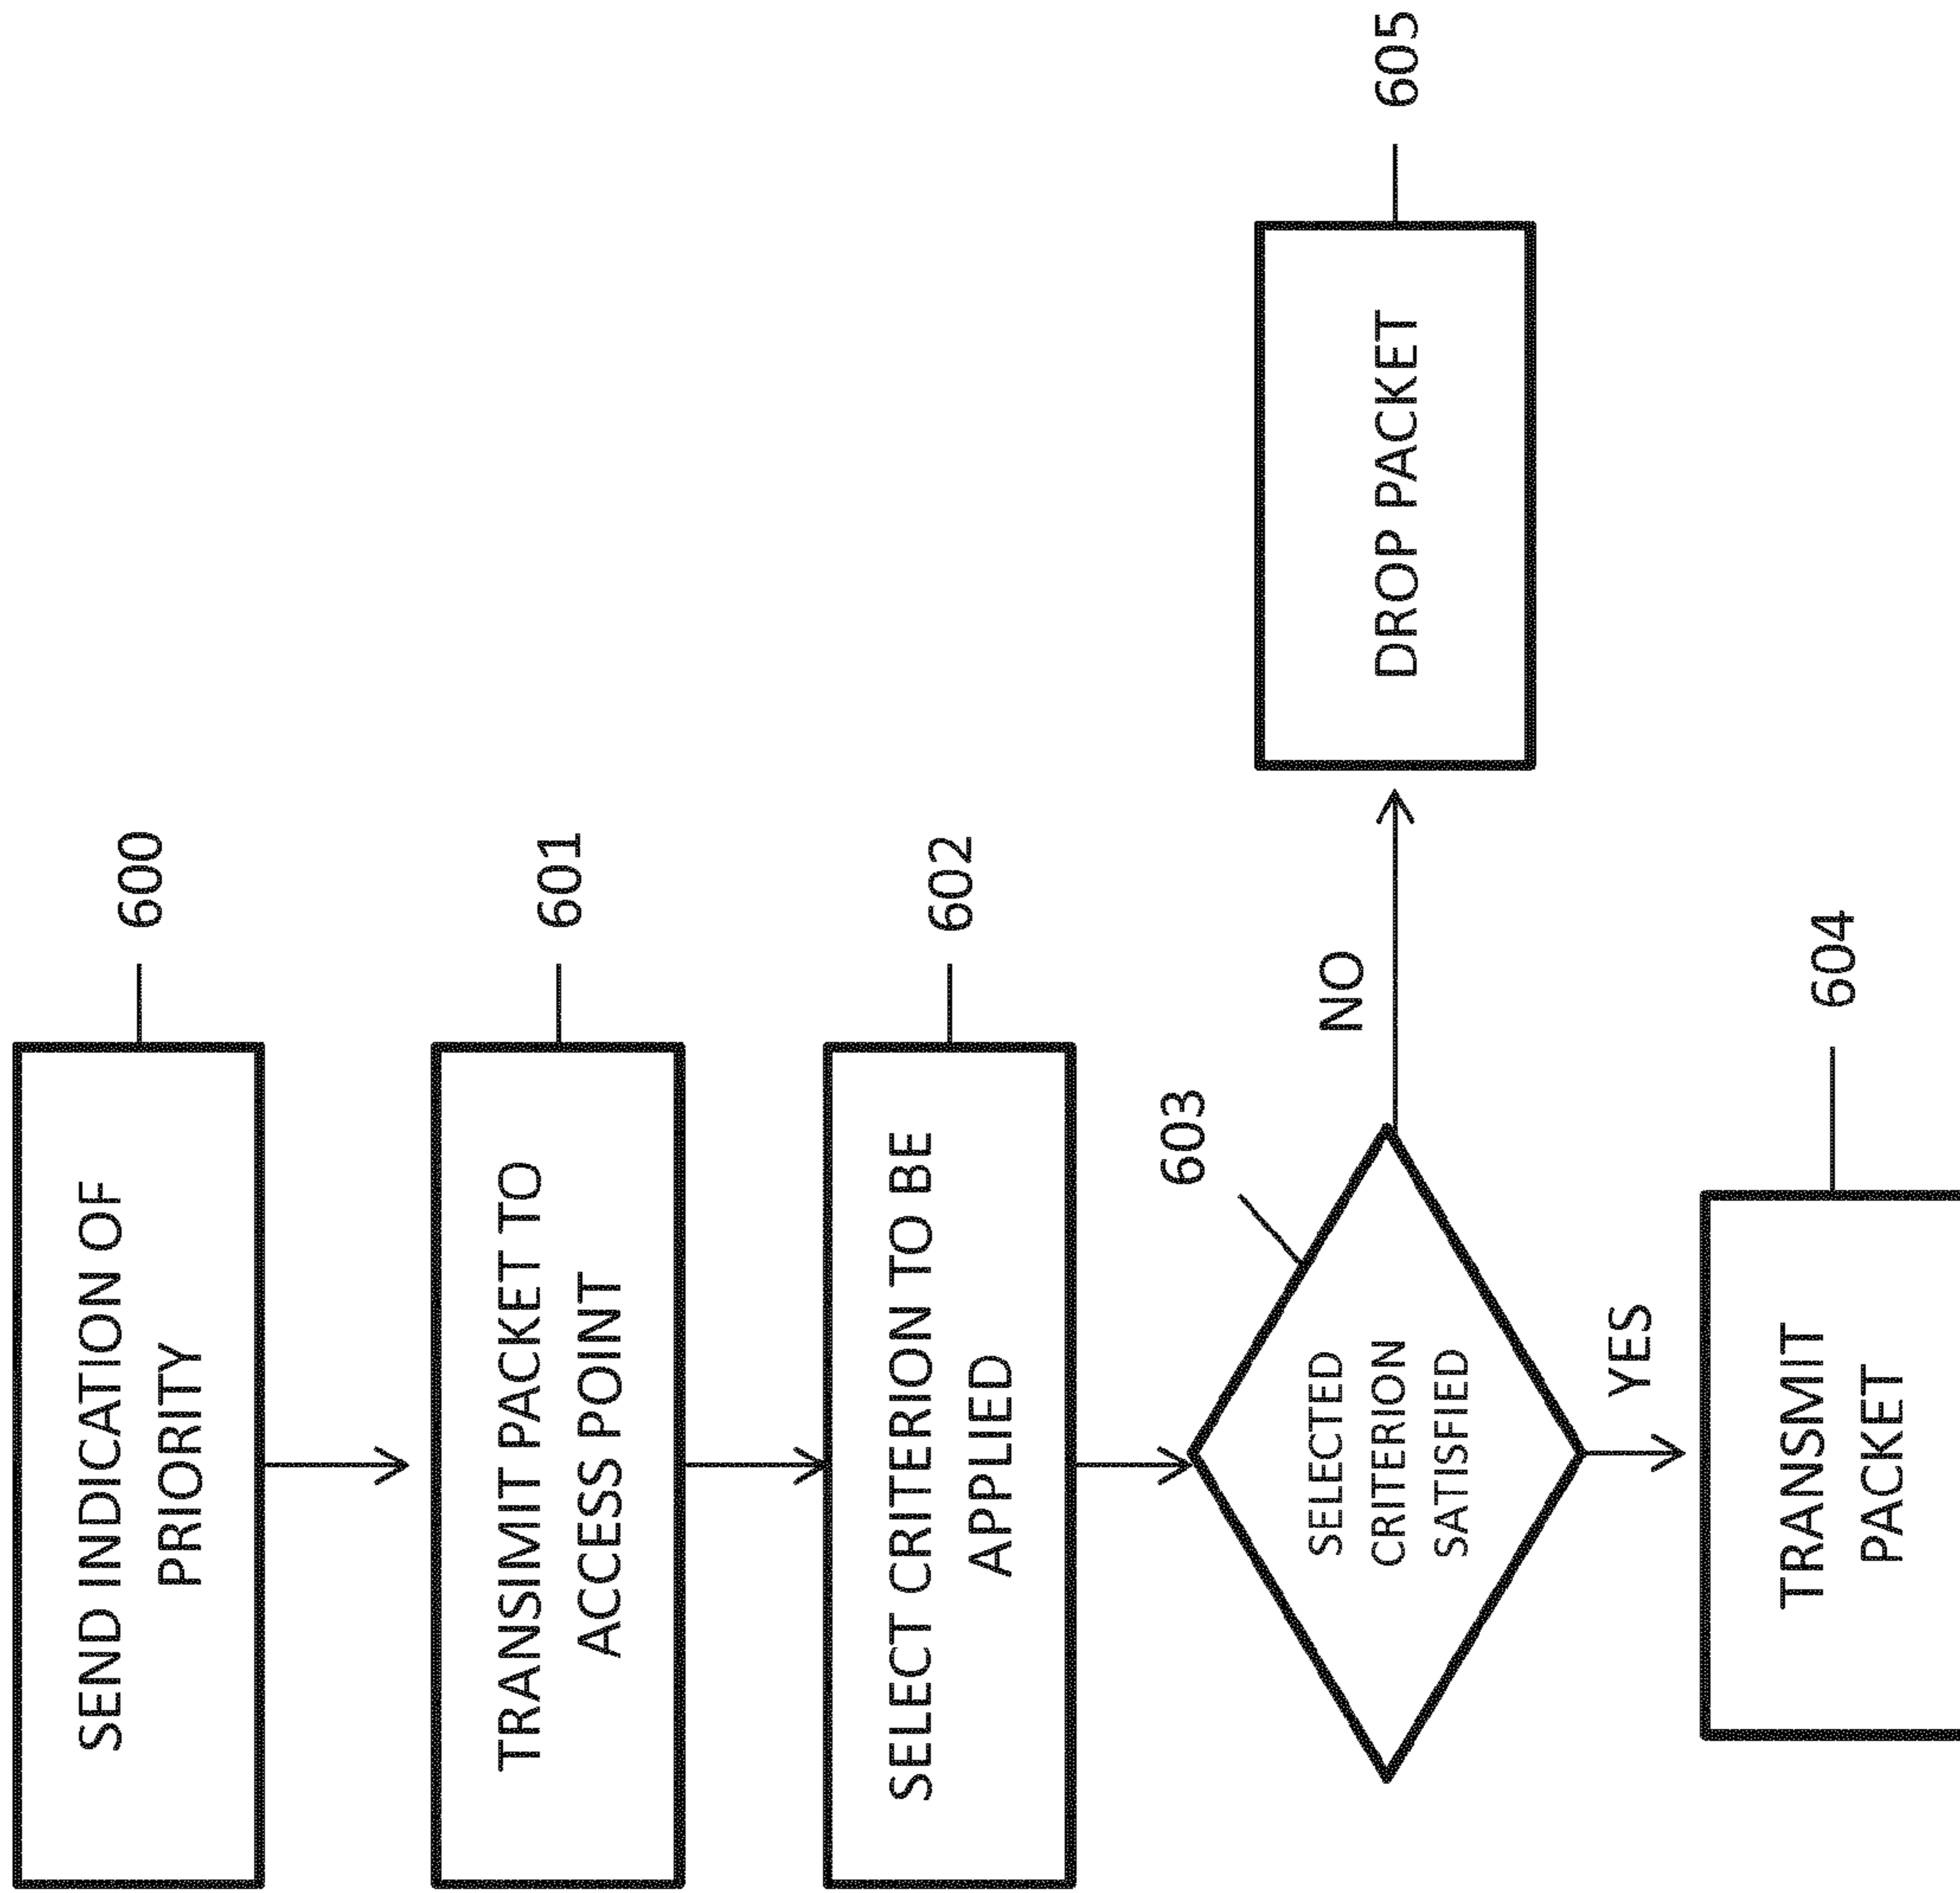 SEND INDICATION OF
PRIORITY
600
TRANSIMIT PACKET TO
ACCESS POINT
601
SELECT CRITERION TO BE
APPLIED
602
SELECTED
CRITERION
SATISFIED
603
NO
DROP PACKET
605
YES
TRANSMIT
PACKET
604